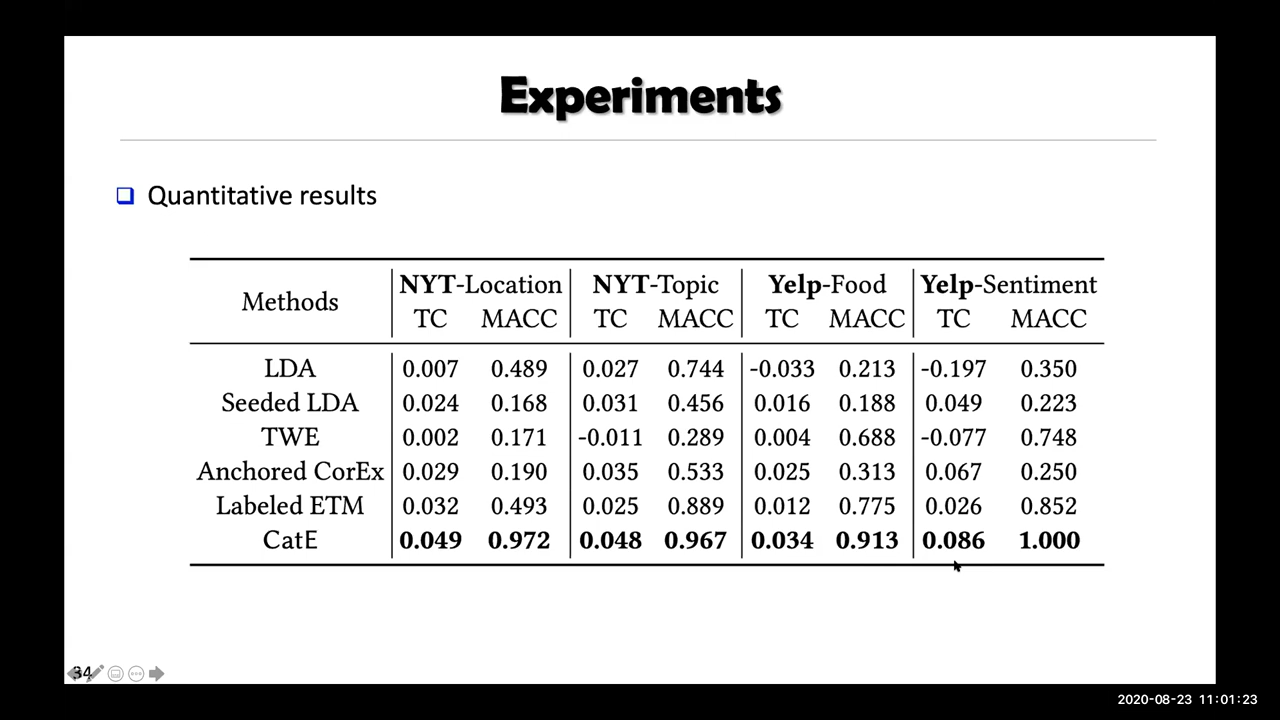 Experiments
Quantitative results
Methods NYT-Location NYT-Topic Yelp-Food Yelp-Sentiment
TC MACC TC MACC TC MACC TC MACC
LDA 0.007 0.489 0.027 0.744 -0.033 0.213 -0.197 0.350
Seeded LDA 0.024 0.168 0.031 0.456 0.016 0.188 0.049 0.223
TWE 0.002 0.171 -0.011 0.289 0.004 0.688 -0.077 0.748
Anchored CorEx 0.029 0.190 0.035 0.533 0.025 0.313 0.067 0.250
Labeled ETM 0.032 0.493 0.025 0.889 0.012 0.775 0.026 0.852
CatE 0.049 0.972 0.048 0.967 0.034 0.913 0.086 1.000
34
2020-08-23 11:01:23